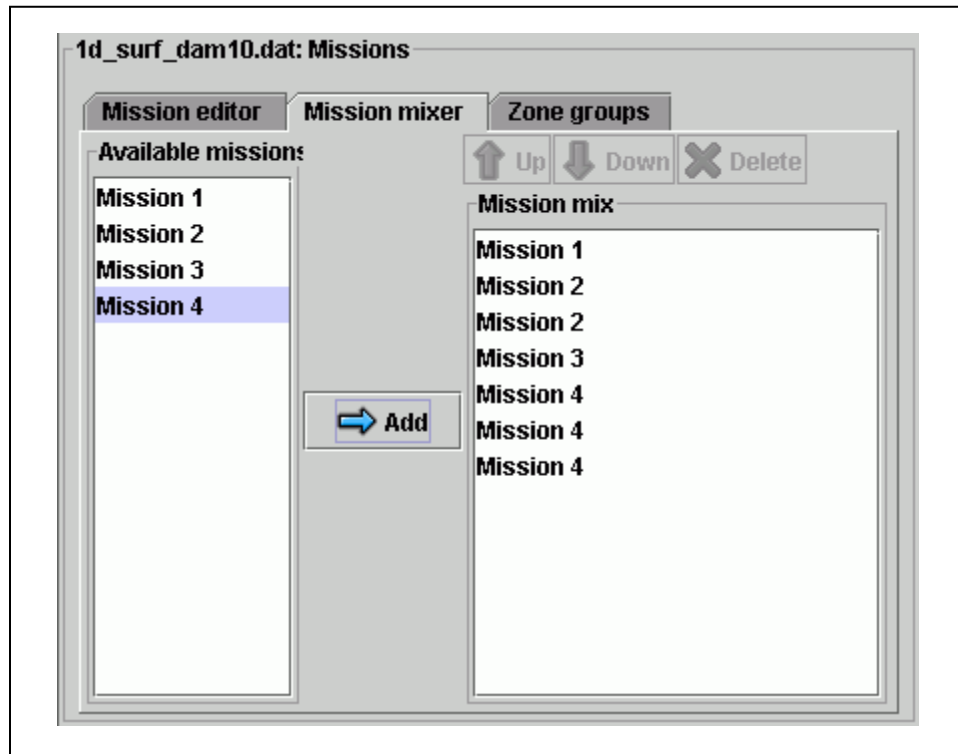 1d_surf_dam10.dat: Missions
Mission editor
Mission mixer
Zone groups
Available missions
Mission 1
Mission 2
Mission 3
Mission 4
Add
Up
Down
Delete
Mission mix
Mission 1
Mission 2
Mission 2
Mission 3
Mission 4
Mission 4
Mission 4